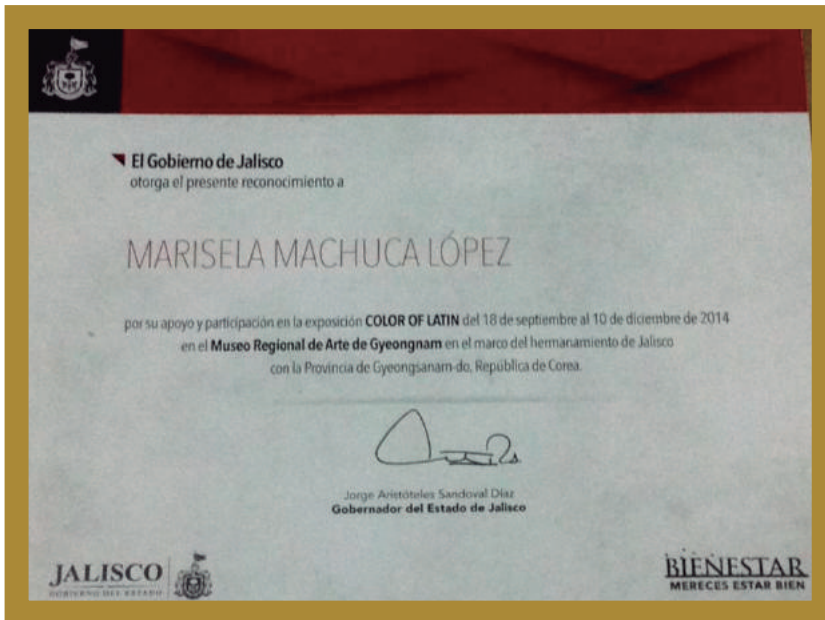 El Gobierno de Jalisco
otorga el presente reconocimiento a
MARISELA MACHUCA LÓPEZ
por su apoyo y participación en la exposición COLOR OF LATIN del 18 de septiembre al 10 de diciembre de 2014
en el Museo Regional de Arte de Gyeongnam en el marco del hermanamiento de Jalisco
con la Provincia de Gyeongsanam-do, República de Corea.
Jorge Aristóteles Sandoval Díaz
Gobernador del Estado de Jalisco
JALISCO
GOBIERNO DEL ESTADO
BIENESTAR
MERECES ESTAR BIEN